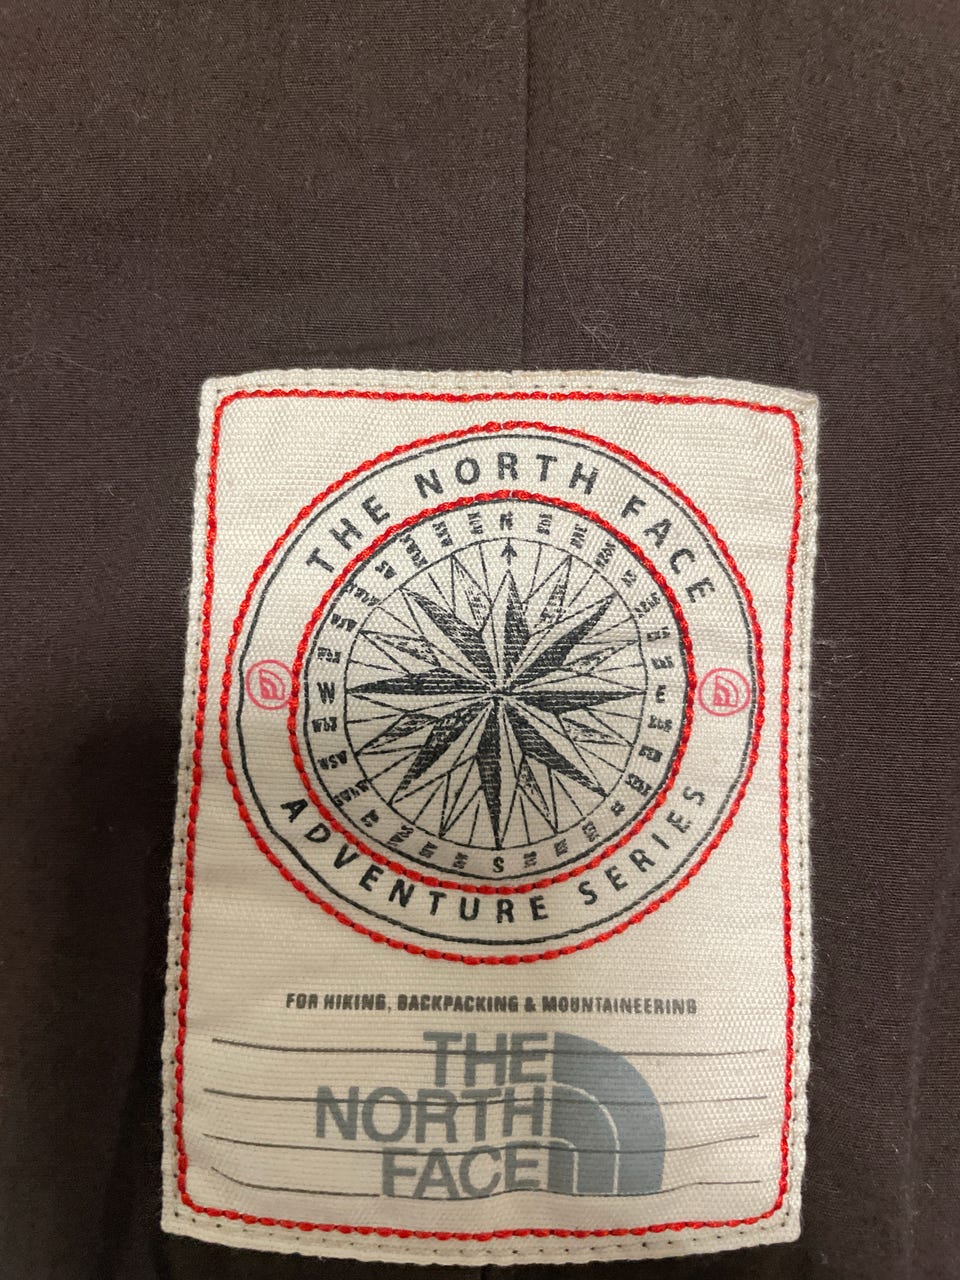 THE NORTH FACE
N
E
S
W
ADVENTURE SERIES
FOR HIKING, BACKPACKING & MOUNTAINEERING
THE
NORTH
FACE